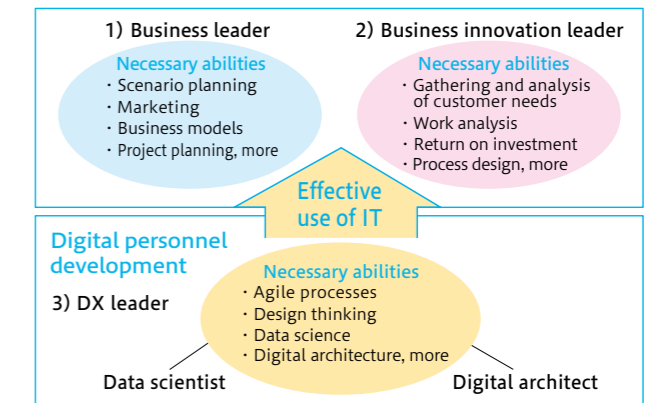 1) Business leader
Necessary abilities
・Scenario planning
・Marketing
・Business models
・Project planning, more
2) Business innovation leader
Necessary abilities
・Gathering and analysis
of customer needs
・Work analysis
・Return on investment
・Process design, more
Effective
use of IT
Digital personnel
development
3) DX leader
Necessary abilities
・Agile processes
・Design thinking
・Data science
・Digital architecture, more
Data scientist
Digital architect